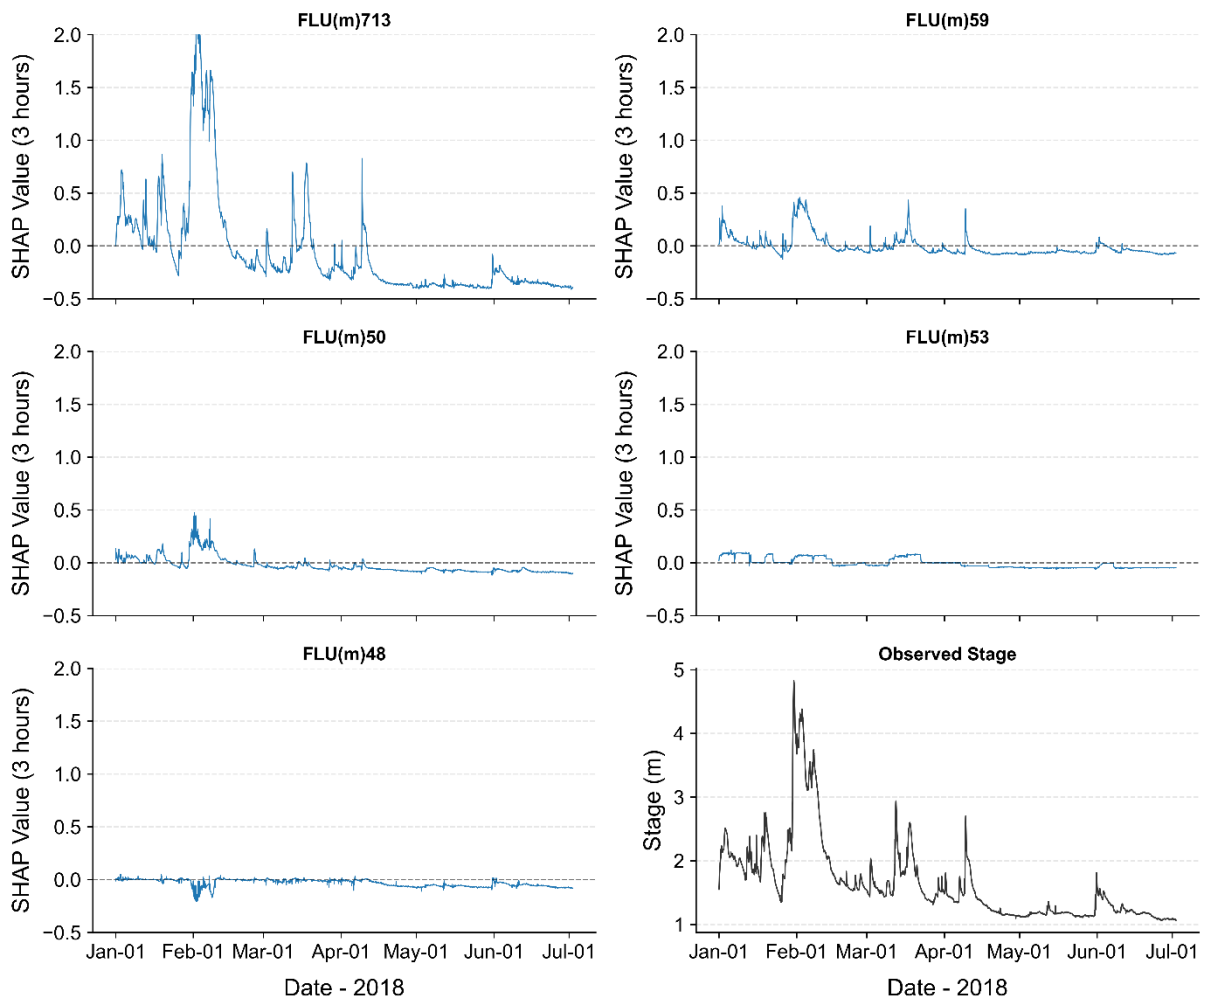 FLU(m)713
SHAP Value (3 hours)
2.0
1.5
1.0
0.5
0.0
−0.5
FLU(m)59
SHAP Value (3 hours)
2.0
1.5
1.0
0.5
0.0
−0.5
FLU(m)50
SHAP Value (3 hours)
2.0
1.5
1.0
0.5
0.0
−0.5
FLU(m)53
SHAP Value (3 hours)
2.0
1.5
1.0
0.5
0.0
−0.5
FLU(m)48
SHAP Value (3 hours)
2.0
1.5
1.0
0.5
0.0
−0.5
Jan-01 Feb-01 Mar-01 Apr-01 May-01 Jun-01 Jul-01
Date - 2018
Observed Stage
Stage (m)
5
4
3
2
1
Jan-01 Feb-01 Mar-01 Apr-01 May-01 Jun-01 Jul-01
Date - 2018